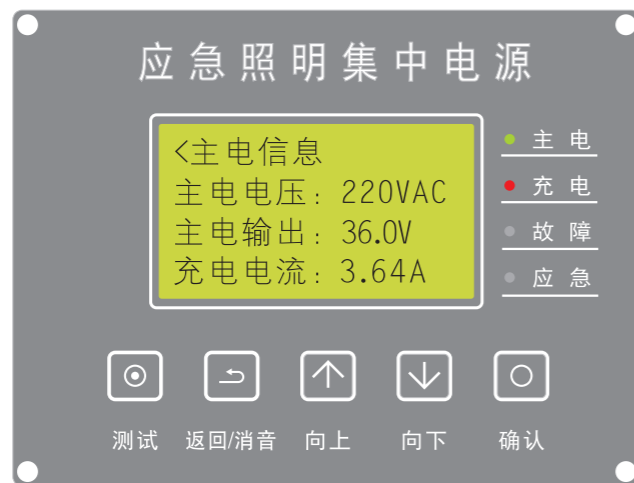 应急照明集中电源
<主电信息
主电电压: 220VAC
主电输出: 36.0V
充电电流: 3.64A
主电
充电
故障
应急
测试 返回/消音 向上 向下 确认